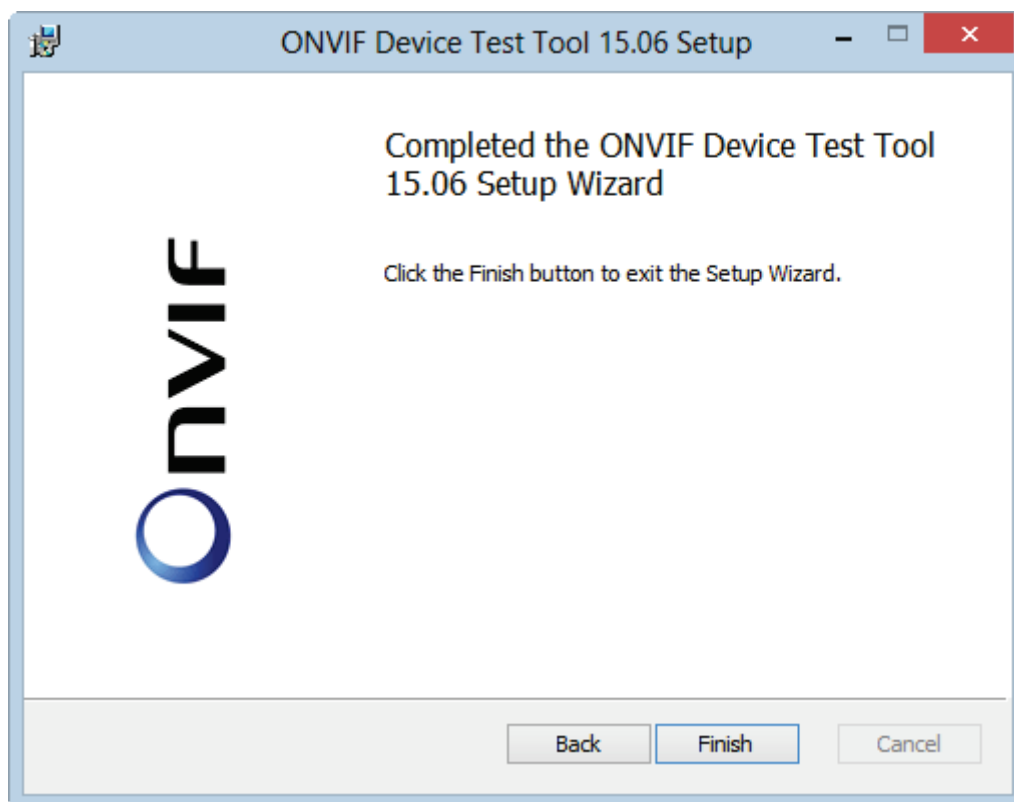 ONVIF Device Test Tool 15.06 Setup
Completed the ONVIF Device Test Tool
15.06 Setup Wizard
Click the Finish button to exit the Setup Wizard.
Onvif
Back
Finish
Cancel